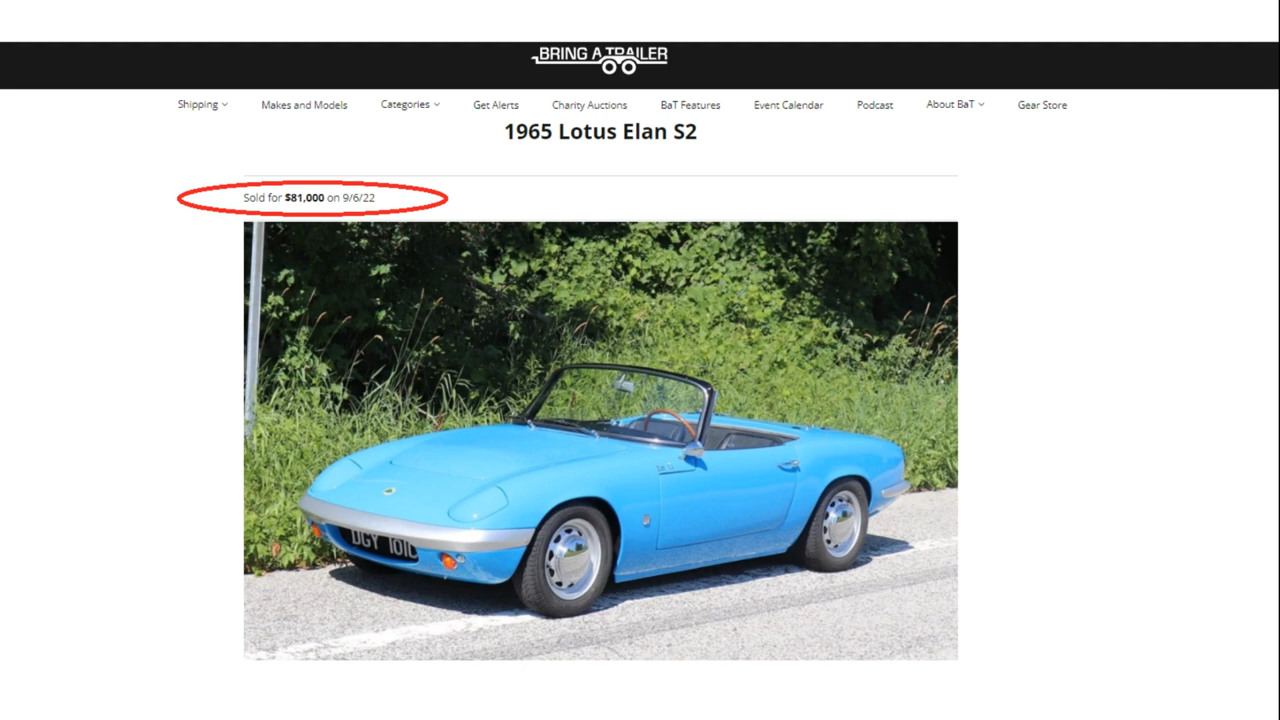 BRING A TRAILER
Shipping Makes and Models Categories Get Alerts Charity Auctions BaT Features Event Calendar Podcast About BaT Gear Store
1965 Lotus Elan S2
Sold for $81,000 on 9/6/22
DGY 101C